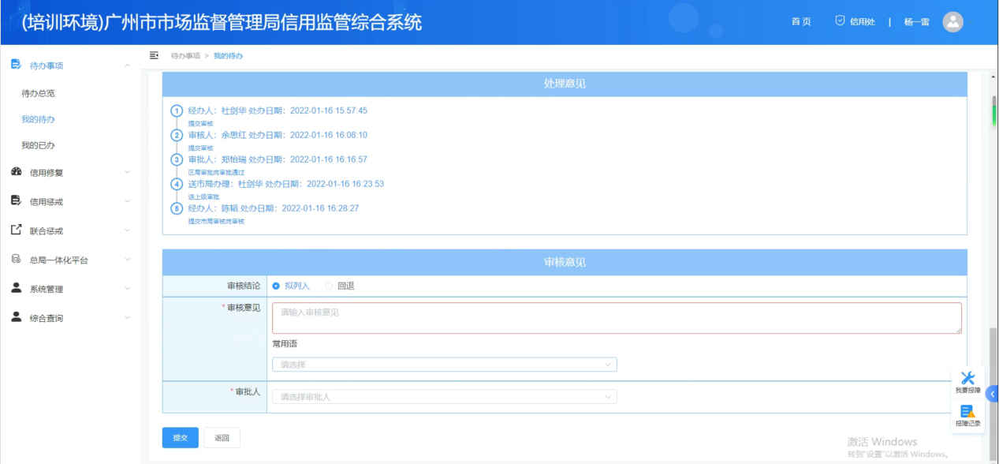 (培训环境)广州市市场监督管理局信用监管综合系统
首页 信用处 | 杨一雷
待办事项
待办总览
我的待办
我的已办
信用修复
信用惩戒
联合惩戒
总局一体化平台
系统管理
综合查询
待办事项 > 我的待办
处理意见
1 经办人：杜剑华 处办日期：2022-01-16 15:57:45
提交审核
2 审核人：余思红 处办日期：2022-01-16 16:08:10
提交审核
3 审批人：郑怡瑞 处办日期：2022-01-16 16:16:57
区局审批岗审批通过
4 送市局办理：杜剑华 处办日期：2022-01-16 16:23:53
送上级审批
5 经办人：陈韬 处办日期：2022-01-16 16:28:27
提交市局审核岗审核
审核意见
审核结论 拟列入 回退
*审核意见 请输入审核意见
常用语
请选择
*审批人 请选择审批人
提交 返回
我要报障
报障记录
激活 Windows
转到"设置"以激活 Windows。